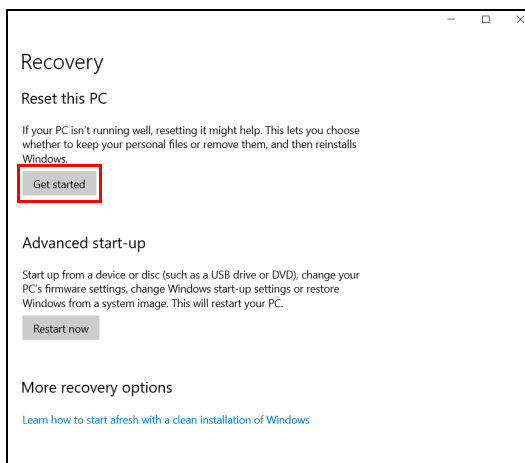 Recovery
Reset this PC
If your PC isn't running well, resetting it might help. This lets you choose
whether to keep your personal files or remove them, and then reinstalls
Windows.
Get started
Advanced start-up
Start up from a device or disc (such as a USB drive or DVD), change your
PC's firmware settings, change Windows start-up settings or restore
Windows from a system image. This will restart your PC.
Restart now
More recovery options
Learn how to start afresh with a clean installation of Windows